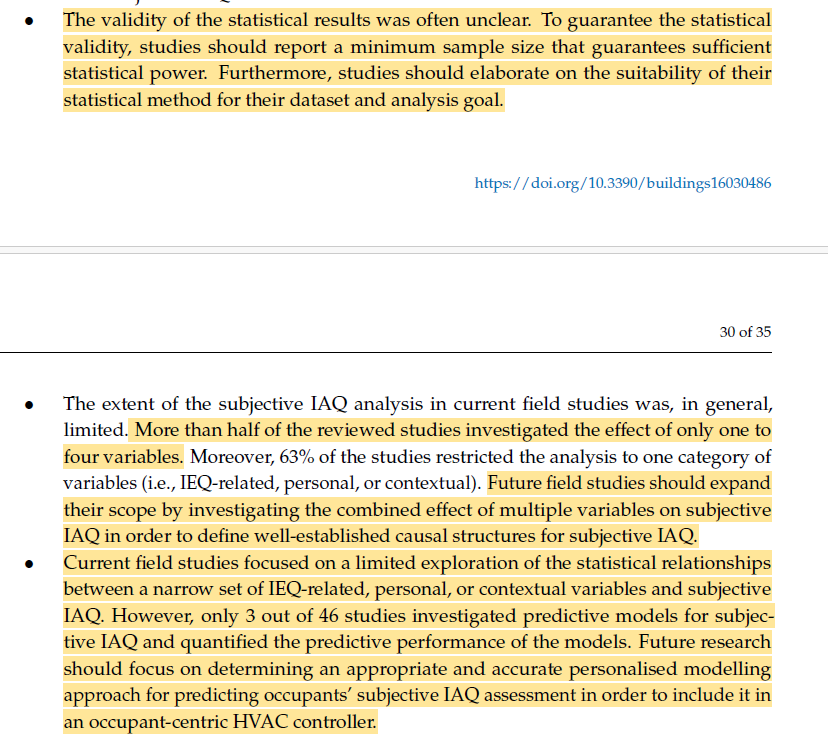 ● The validity of the statistical results was often unclear. To guarantee the statistical
validity, studies should report a minimum sample size that guarantees sufficient
statistical power. Furthermore, studies should elaborate on the suitability of their
statistical method for their dataset and analysis goal.
https://doi.org/10.3390/buildings16030486
30 of 35
● The extent of the subjective IAQ analysis in current field studies was, in general,
limited. More than half of the reviewed studies investigated the effect of only one to
four variables. Moreover, 63% of the studies restricted the analysis to one category of
variables (i.e., IEQ-related, personal, or contextual). Future field studies should expand
their scope by investigating the combined effect of multiple variables on subjective
IAQ in order to define well-established causal structures for subjective IAQ.
● Current field studies focused on a limited exploration of the statistical relationships
between a narrow set of IEQ-related, personal, or contextual variables and subjective
IAQ. However, only 3 out of 46 studies investigated predictive models for subjec-
tive IAQ and quantified the predictive performance of the models. Future research
should focus on determining an appropriate and accurate personalised modelling
approach for predicting occupants’ subjective IAQ assessment in order to include it in
an occupant-centric HVAC controller.